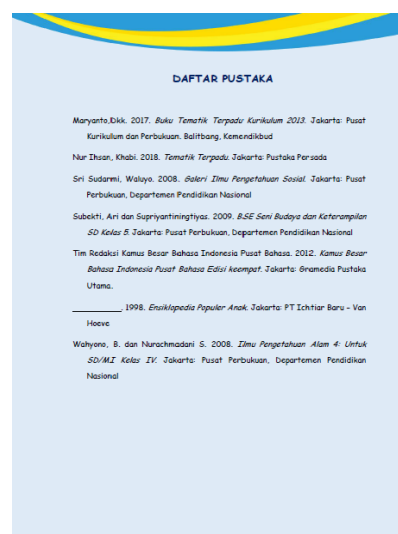 DAFTAR PUSTAKA
Maryanto,Dkk. 2017. Buku Tematik Terpadu Kurikulum 2013. Jakarta: Pusat
Kurikulum dan Perbukuan. Balitbang, Kemendikbud
Nur Ihsan, Khabi. 2018. Tematik Terpadu. Jakarta: Pustaka Persada
Sri Sudarmi, Waluyo. 2008. Galeri Ilmu Pengetahuan Sosial. Jakarta: Pusat
Perbukuan, Departemen Pendidikan Nasional
Subekti, Ari dan Supriyantiningtiyas. 2009. BSE Seni Budaya dan Keterampilan
SD Kelas 5. Jakarta: Pusat Perbukuan, Departemen Pendidikan Nasional
Tim Redaksi Kamus Besar Bahasa Indonesia Pusat Bahasa. 2012. Kamus Besar
Bahasa Indonesia Pusat Bahasa Edisi keempat. Jakarta: Gramedia Pustaka
Utama.
__________. 1998. Ensiklopedia Populer Anak. Jakarta: PT Ichtiar Baru - Van
Hoeve
Wahyono, B. dan Nurachmadani S. 2008. Ilmu Pengetahuan Alam 4: Untuk
SD/MI Kelas IV. Jakarta: Pusat Perbukuan, Departemen Pendidikan
Nasional